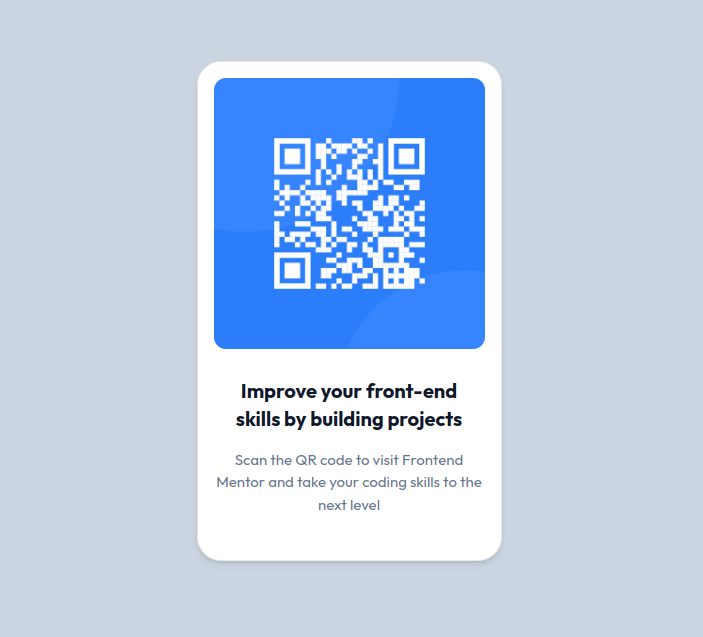 Improve your front-end
skills by building projects
Scan the QR code to visit Frontend
Mentor and take your coding skills to the
next level